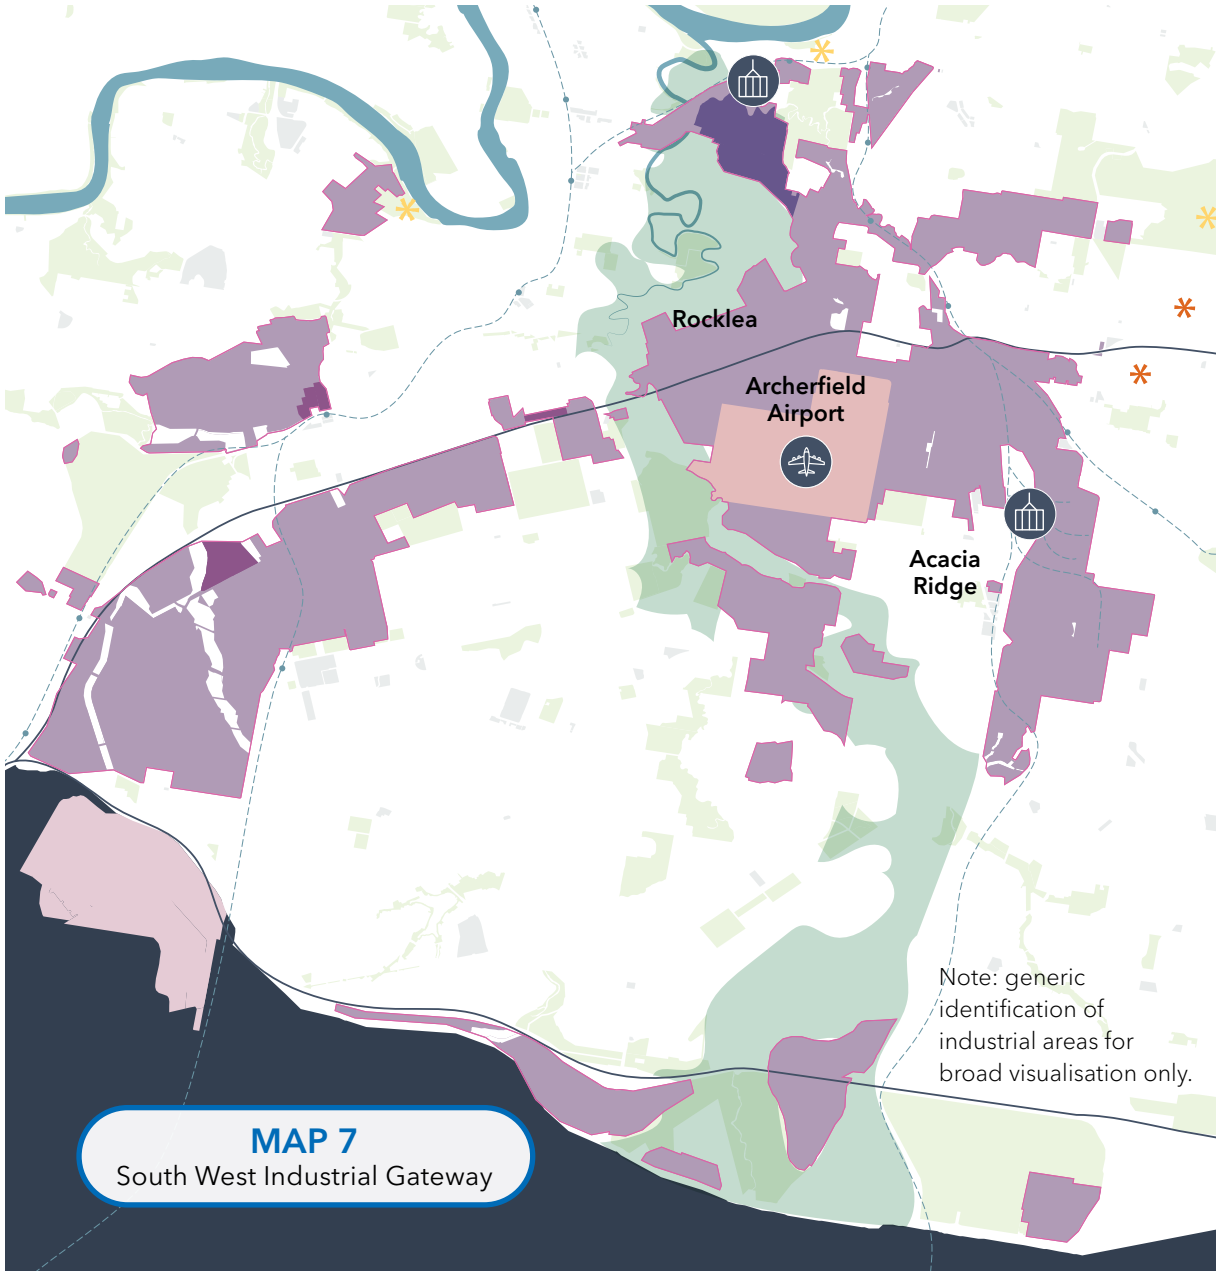 Rocklea
Archerfield
Airport
Acacia
Ridge
Note: generic
identification of
industrial areas for
broad visualisation only.
MAP 7
South West Industrial Gateway